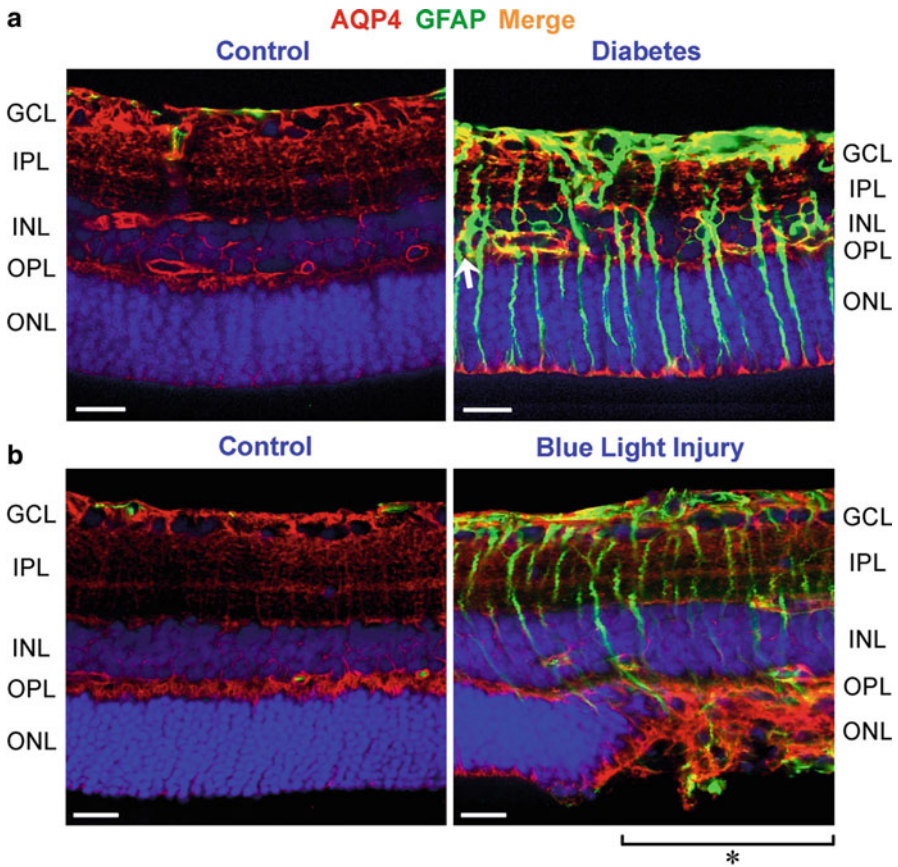 a
AQP4 GFAP Merge
Control
Diabetes
GCL
IPL
INL
OPL
ONL
GCL
IPL
INL
OPL
ONL
b
Control
Blue Light Injury
GCL
IPL
INL
OPL
ONL
GCL
IPL
INL
OPL
ONL
*